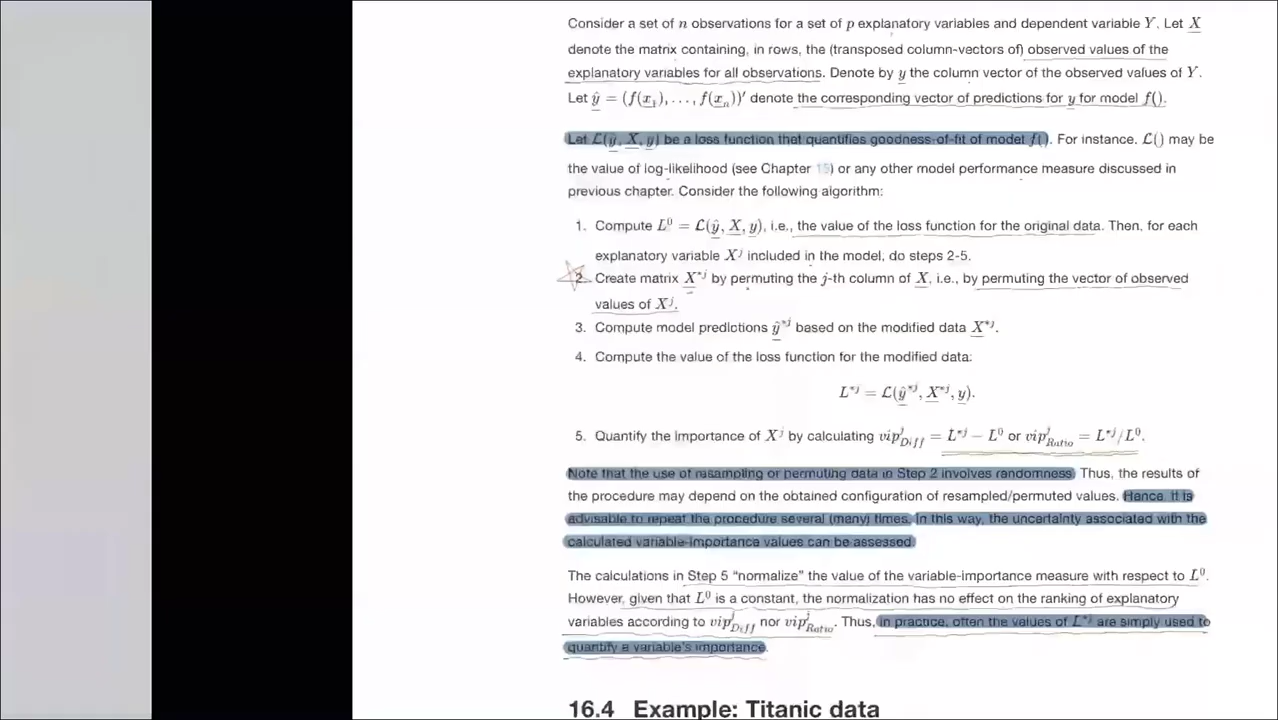 Consider a set of n observations for a set of p explanatory variables and dependent variable Y. Let X
denote the matrix containing, in rows, the (transposed column-vectors of) observed values of the
explanatory variables for all observations. Denote by y the column vector of the observed values of Y.
Let ŷ = (f(x₁), . . . , f(xₙ))′ denote the corresponding vector of predictions for y for model f().
Let ℒ(ŷ, X, y) be a loss function that quantifies goodness-of-fit of model f(). For instance, ℒ() may be
the value of log-likelihood (see Chapter 15) or any other model performance measure discussed in
previous chapter. Consider the following algorithm:
1. Compute L⁰ = ℒ(ŷ, X, y), i.e., the value of the loss function for the original data. Then, for each
explanatory variable Xʲ included in the model, do steps 2-5.
2. Create matrix X*ʲ by permuting the j-th column of X, i.e., by permuting the vector of observed
values of Xʲ.
3. Compute model predictions ŷ*ʲ based on the modified data X*ʲ.
4. Compute the value of the loss function for the modified data:
L*ʲ = ℒ(ŷ*ʲ, X*ʲ, y).
5. Quantify the importance of Xʲ by calculating vipʲ_Diff = L*ʲ − L⁰ or vipʲ_Ratio = L*ʲ/L⁰.
Note that the use of resampling or permuting data in Step 2 involves randomness. Thus, the results of
the procedure may depend on the obtained configuration of resampled/permuted values. Hence, it is
advisable to repeat the procedure several (many) times. In this way, the uncertainty associated with the
calculated variable-importance values can be assessed.
The calculations in Step 5 “normalize” the value of the variable-importance measure with respect to L⁰.
However, given that L⁰ is a constant, the normalization has no effect on the ranking of explanatory
variables according to vipʲ_Diff nor vipʲ_Ratio. Thus, in practice, often the values of L*ʲ are simply used to
quantify a variable's importance.
16.4 Example: Titanic data